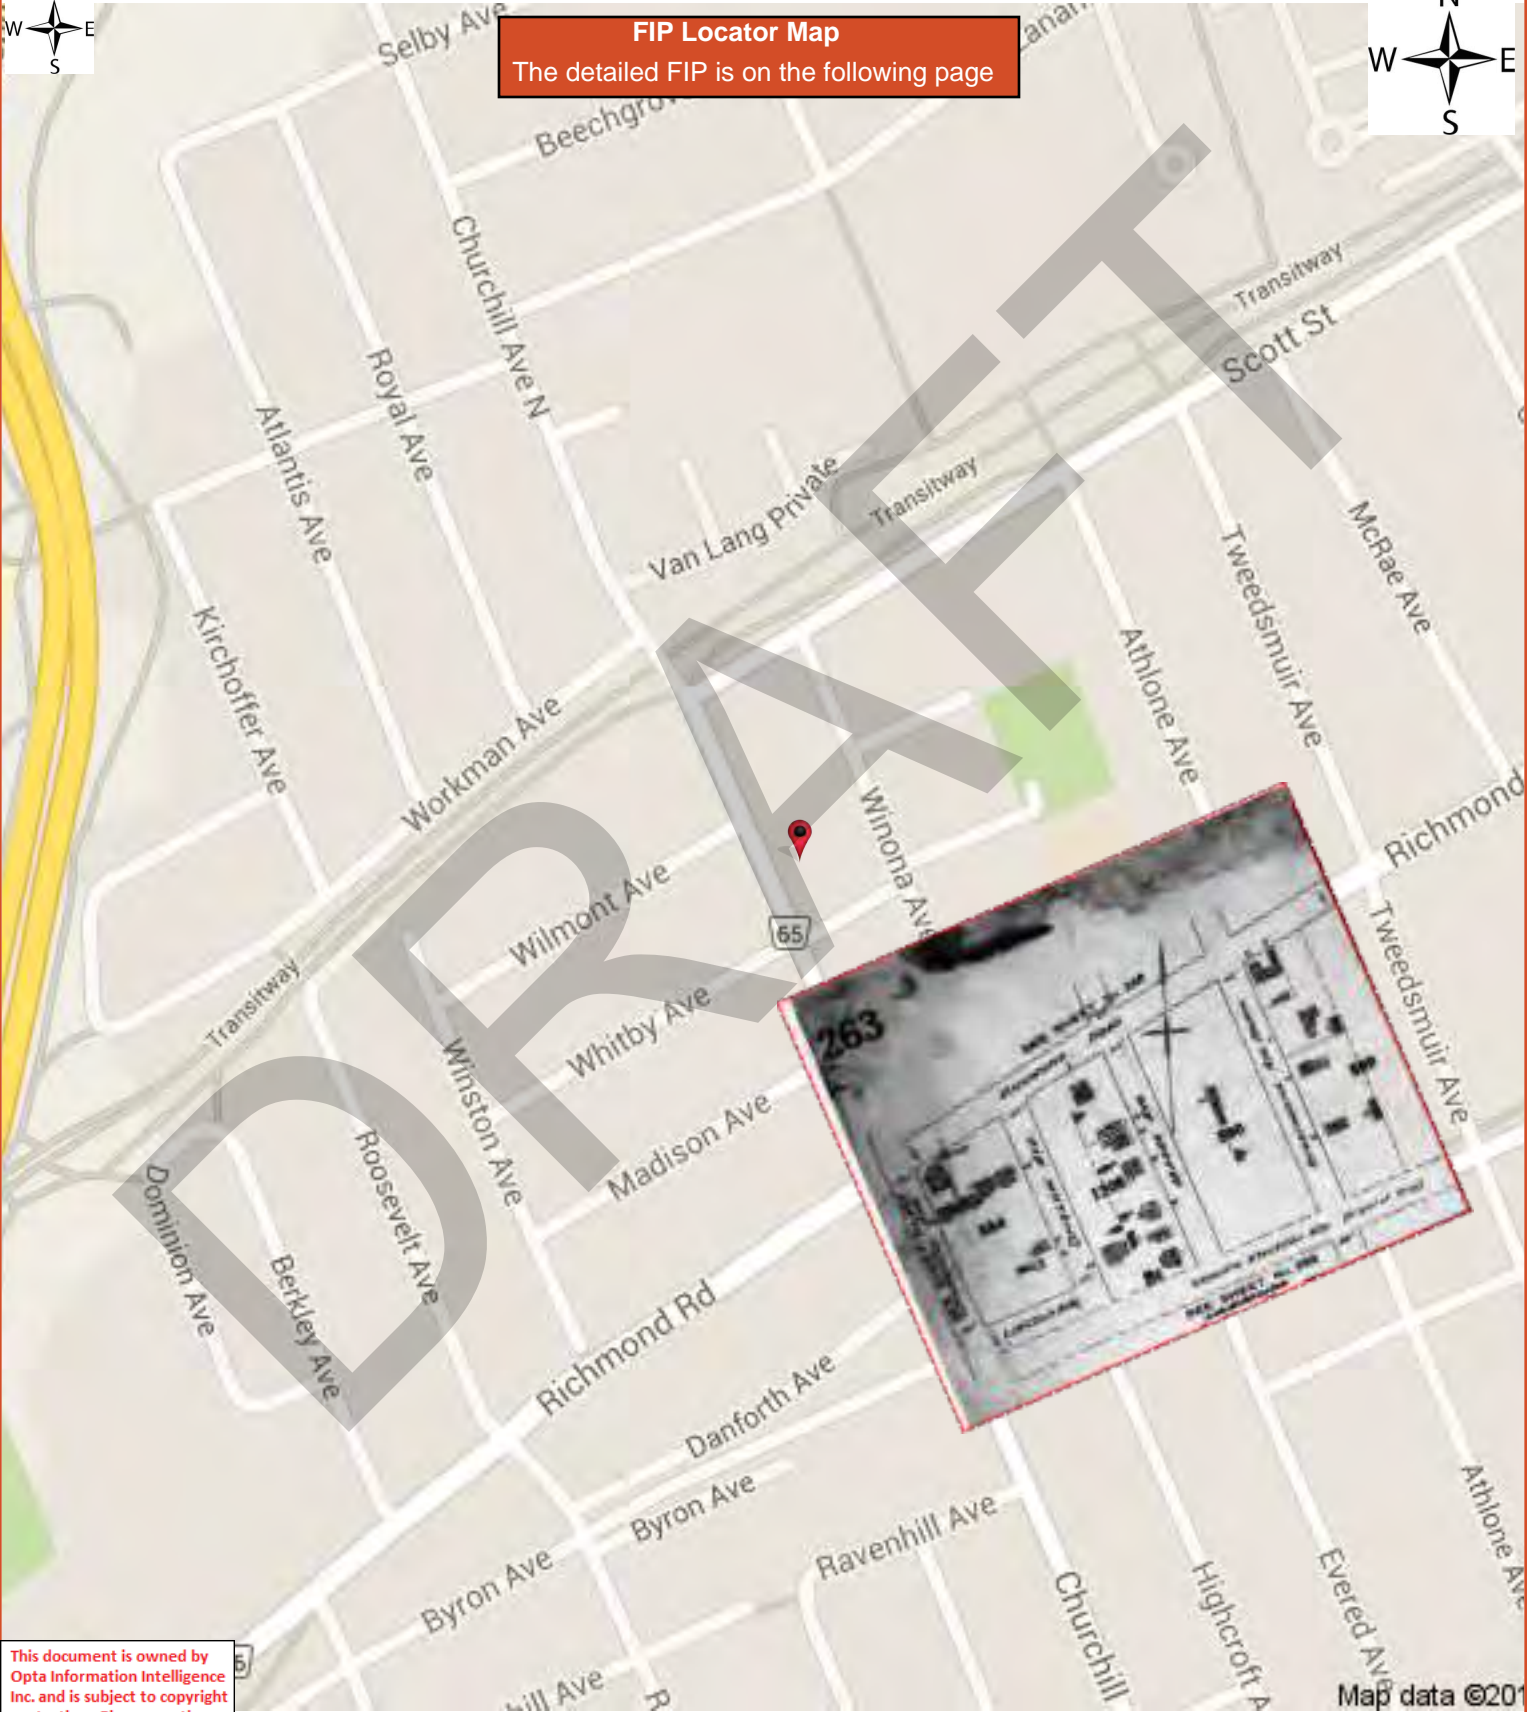 N
W E
S
W E
S
FIP Locator Map
The detailed FIP is on the following page
Selby Ave
Beechgro
Churchill Ave N
Royal Ave
Atlantis Ave
Kirchoffer Ave
Workman Ave
Van Lang Private
Transitway
Transitway
Scott St
McRae Ave
Tweedsmuir Ave
Athlone Ave
Richmond
Winona Ave
Wilmont Ave
65
Whitby Ave
Transitway
Winston Ave
Madison Ave
Tweedsmuir Ave
263
Roosevelt Ave
Dominion Ave
Berkley Ave
Richmond Rd
Danforth Ave
Byron Ave
Byron Ave
Ravenhill Ave
Churchill
Highcroft A
Evered Ave
Athlone Av
hill Ave
R
DRAFT
This document is owned by
Opta Information Intelligence
Inc. and is subject to copyright
Map data ©201